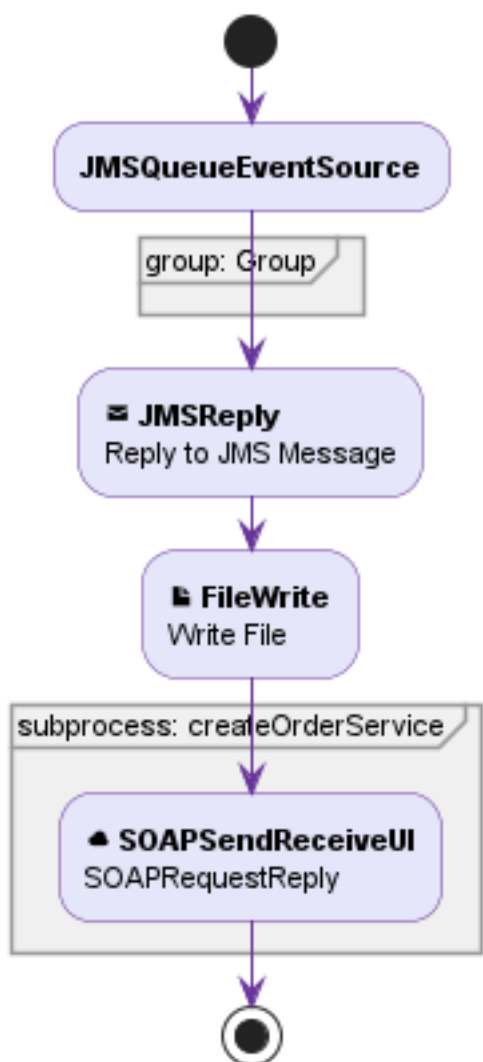 JMSQueueEventSource
group: Group
JMSReply
Reply to JMS Message
FileWrite
Write File
subprocess: createOrderService
SOAPSendReceiveUI
SOAPRequestReply